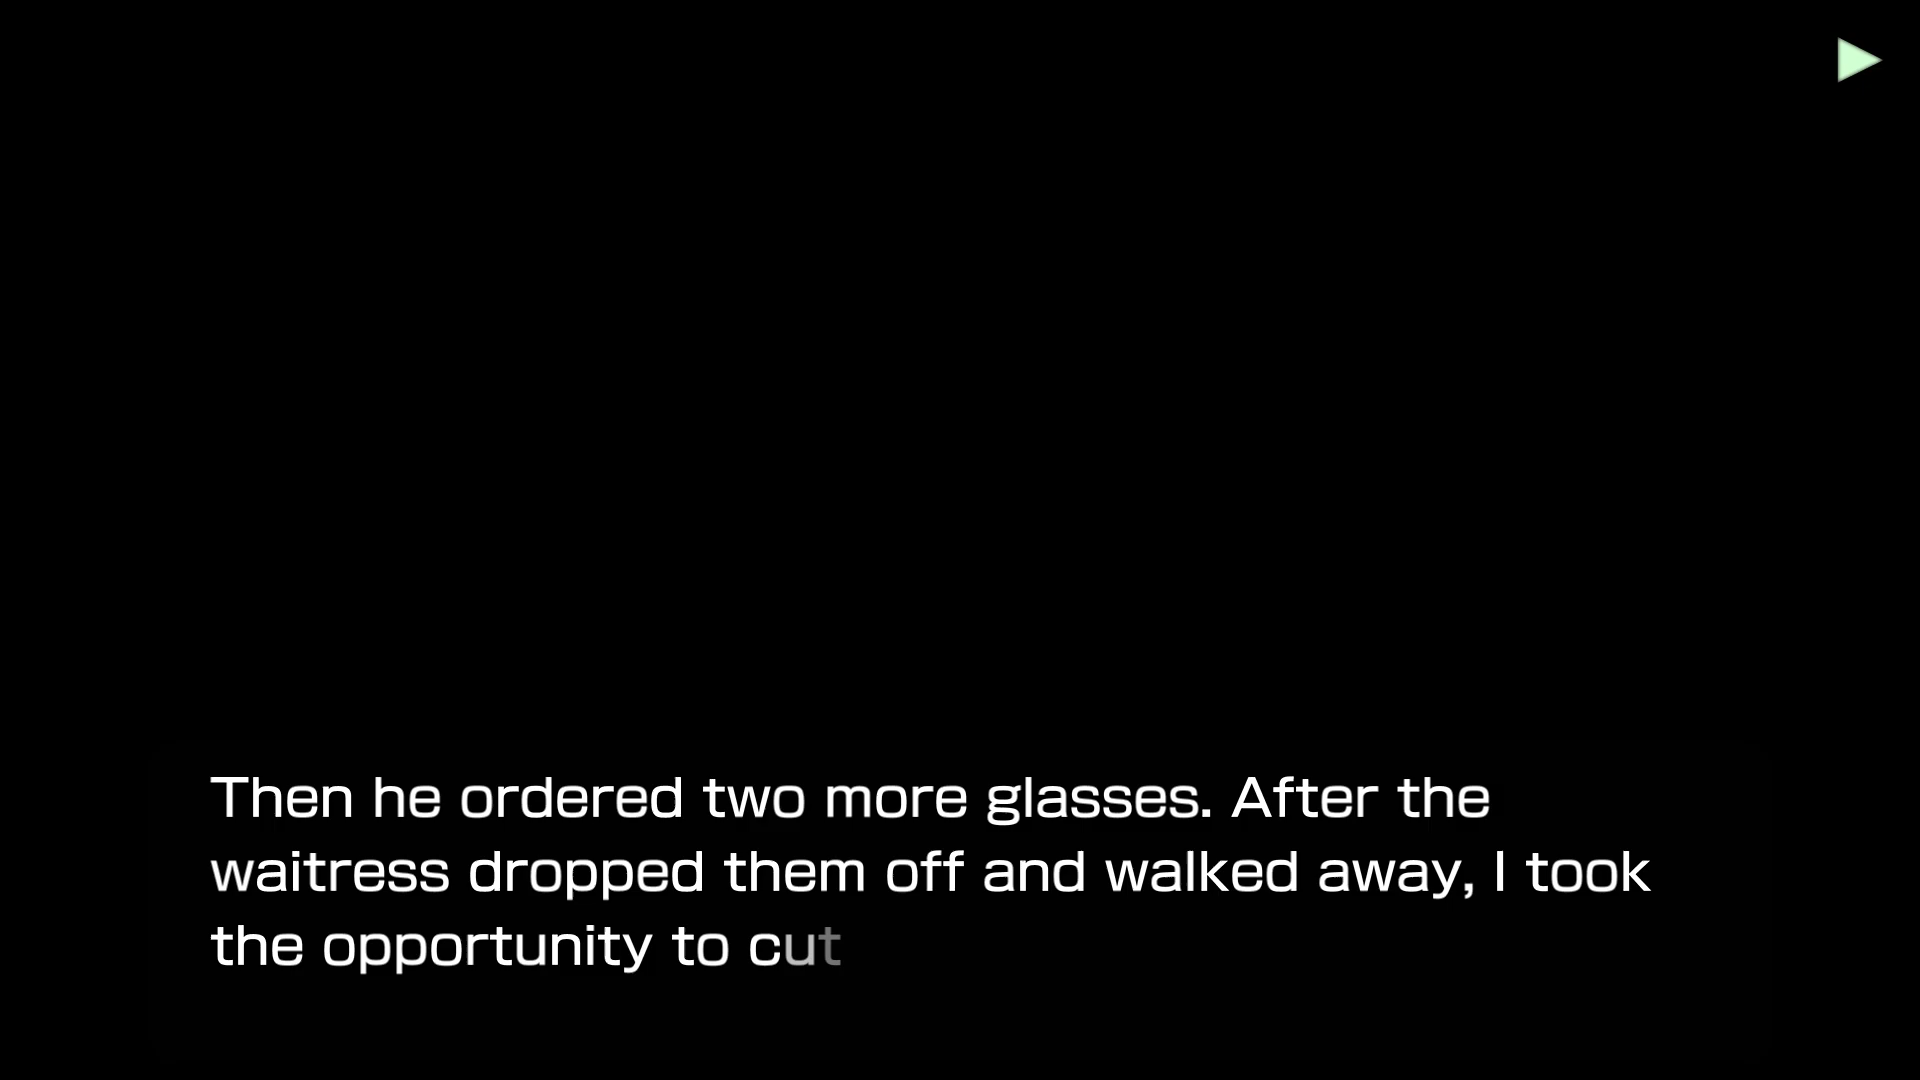 Then he ordered two more glasses. After the
waitress dropped them off and walked away, I took
the opportunity to cut